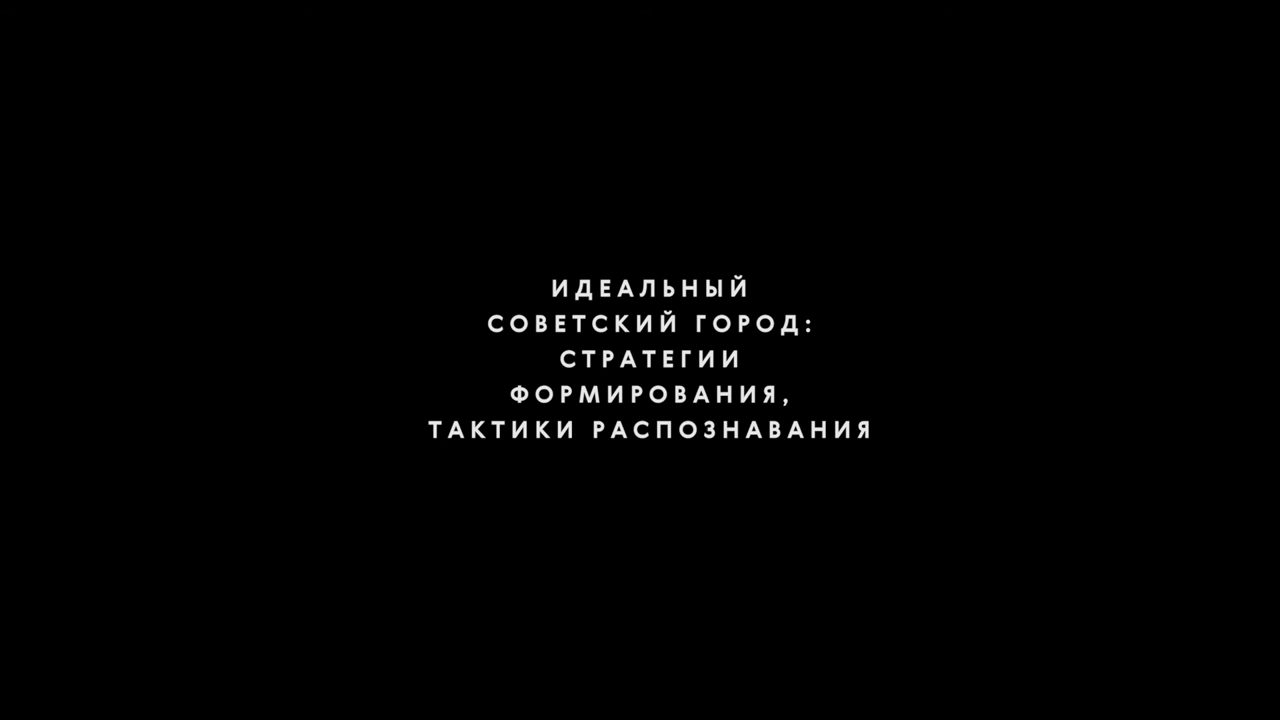 ИДЕАЛЬНЫЙ
СОВЕТСКИЙ ГОРОД:
СТРАТЕГИИ
ФОРМИРОВАНИЯ,
ТАКТИКИ РАСПОЗНАВАНИЯ